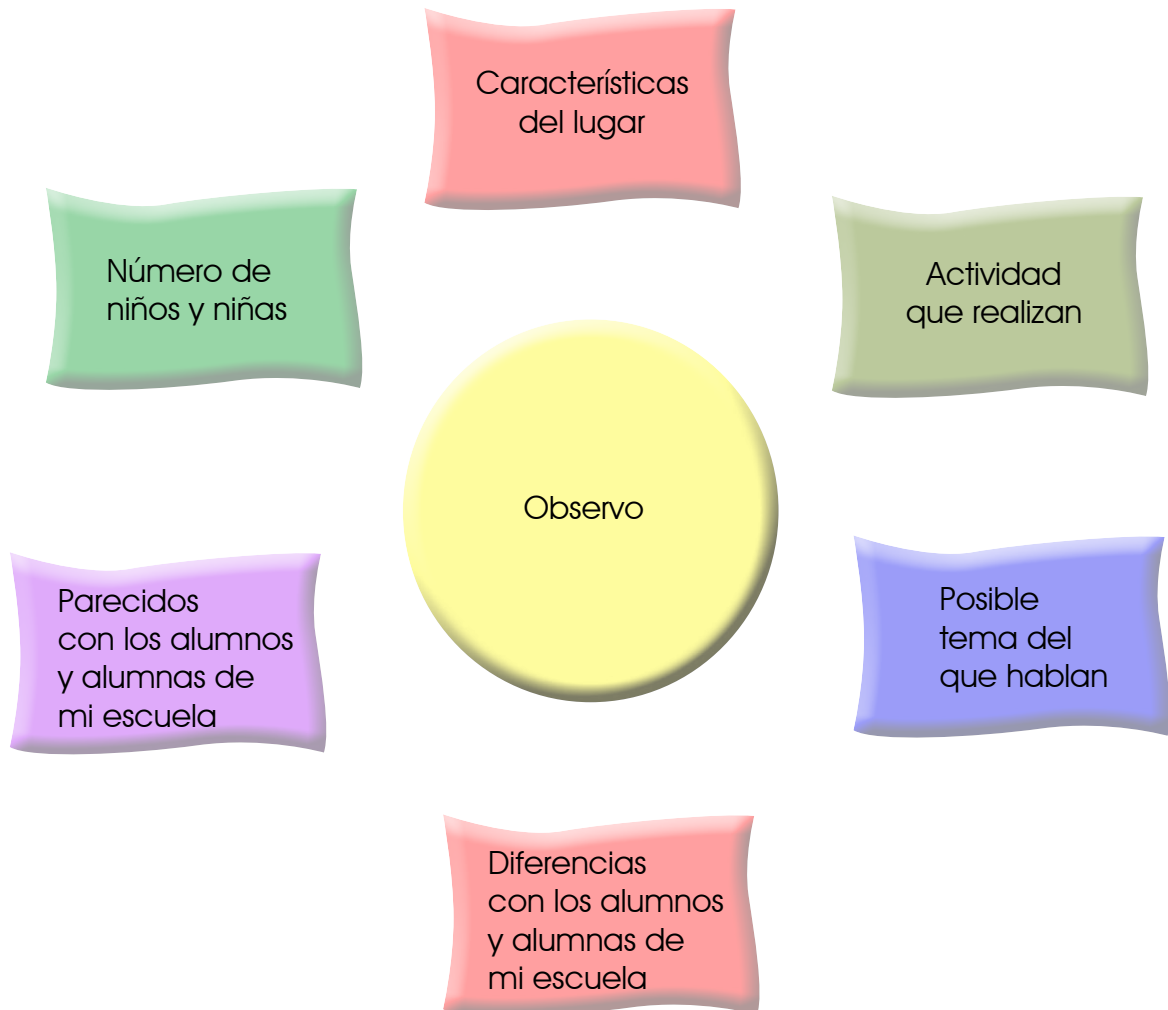 Características
del lugar
Número de
niños y niñas
Actividad
que realizan
Observo
Parecidos
con los alumnos
y alumnas de
mi escuela
Posible
tema del
que hablan
Diferencias
con los alumnos
y alumnas de
mi escuela